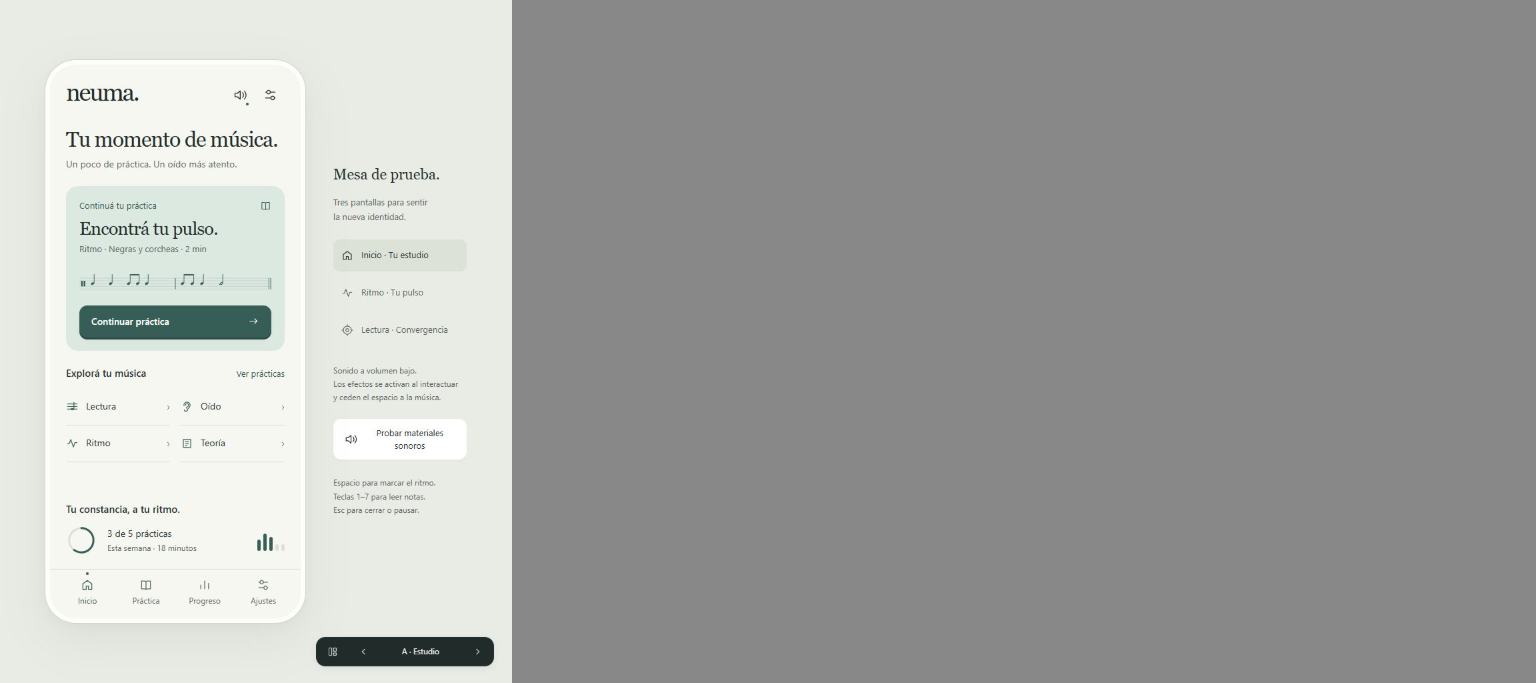 neuma.
Tu momento de música.
Un poco de práctica. Un oído más atento.
Continuá tu práctica
Encontrá tu pulso.
Ritmo · Negras y corcheas · 2 min
Continuar práctica
Explorá tu música
Ver prácticas
Lectura
Oído
Ritmo
Teoría
Tu constancia, a tu ritmo.
3 de 5 prácticas
Esta semana · 18 minutos
Inicio
Práctica
Progreso
Ajustes
Mesa de prueba.
Tres pantallas para sentir
la nueva identidad.
Inicio · Tu estudio
Ritmo · Tu pulso
Lectura · Convergencia
Sonido a volumen bajo.
Los efectos se activan al interactuar
y ceden el espacio a la música.
Probar materiales
sonoros
Espacio para marcar el ritmo.
Teclas 1–7 para leer notas.
Esc para cerrar o pausar.
A · Estudio